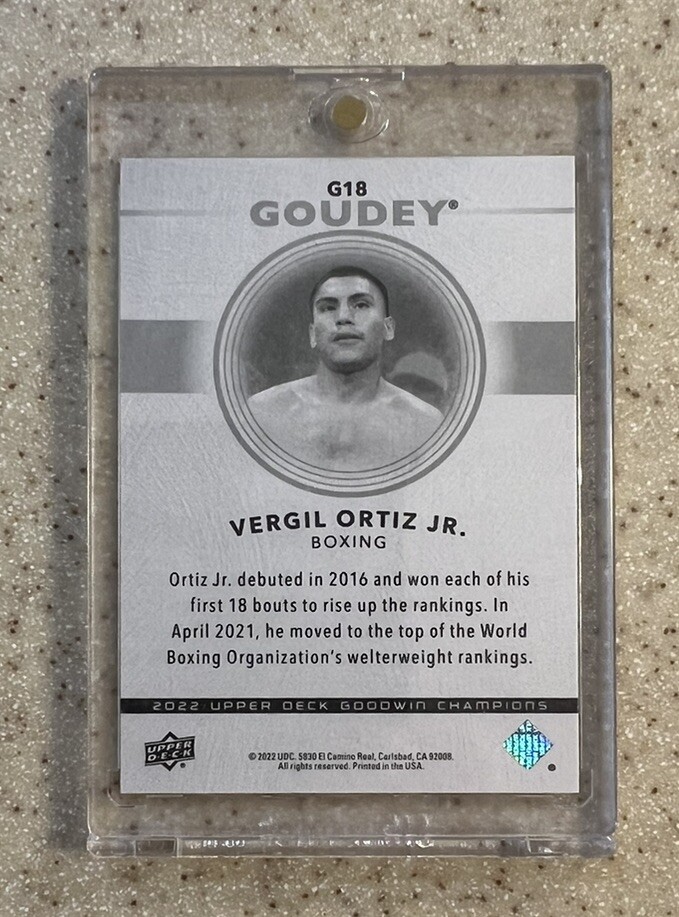 G18
GOUDEY®
VERGIL ORTIZ JR.
BOXING
Ortiz Jr. debuted in 2016 and won each of his
first 18 bouts to rise up the rankings. In
April 2021, he moved to the top of the World
Boxing Organization's welterweight rankings.
2022 UPPER DECK GOODWIN CHAMPIONS
UPPER
DECK
© 2022 UDC. 5830 El Camino Real, Carlsbad, CA 92008.
All rights reserved. Printed in the USA.